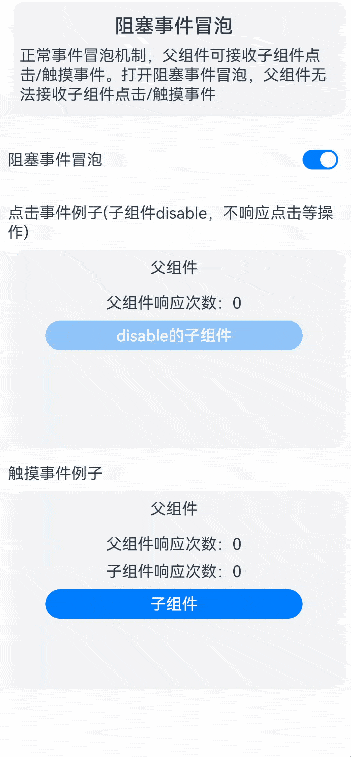 阻塞事件冒泡
正常事件冒泡机制，父组件可接收子组件点
击/触摸事件。打开阻塞事件冒泡，父组件无
法接收子组件点击/触摸事件
阻塞事件冒泡
点击事件例子(子组件disable，不响应点击等操
作)
父组件
父组件响应次数：0
disable的子组件
触摸事件例子
父组件
父组件响应次数：0
子组件响应次数：0
子组件